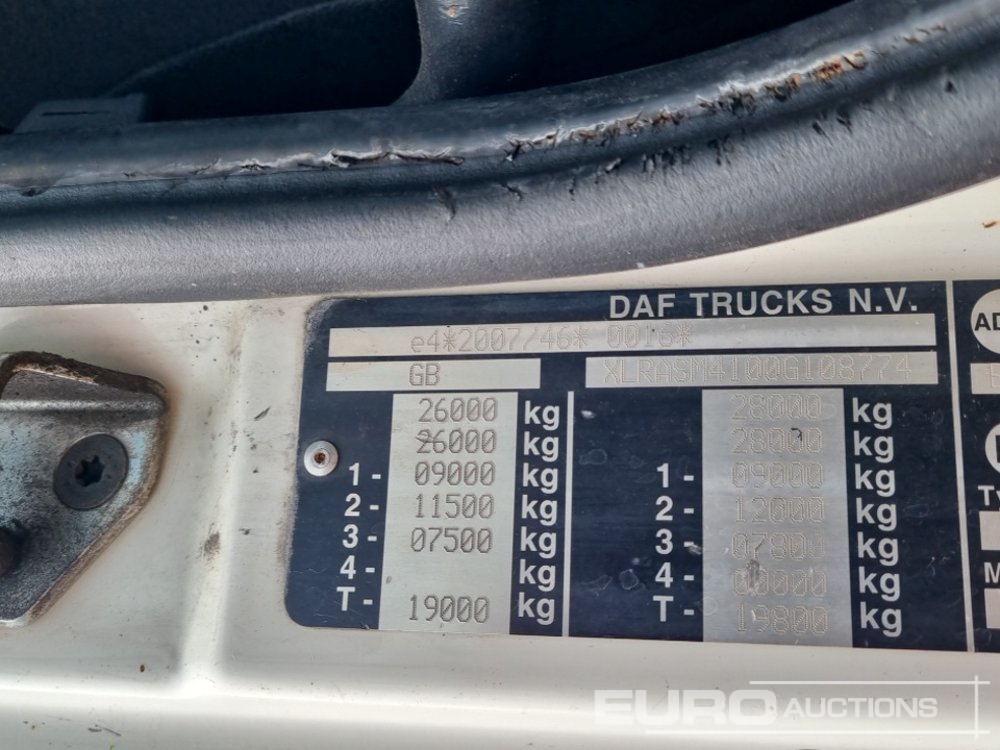 DAF TRUCKS N.V.
e4*2007/46* 0016*
GB XLRASM4100G108774
26000 kg 28000 kg
26000 kg 28000 kg
1- 09000 kg 1- 09000 kg
2- 11500 kg 2- 12000 kg
3- 07500 kg 3- 07800 kg
4- kg 4- 00000 kg
T- 19000 kg T- 19800 kg
AD
EURO AUCTIONS